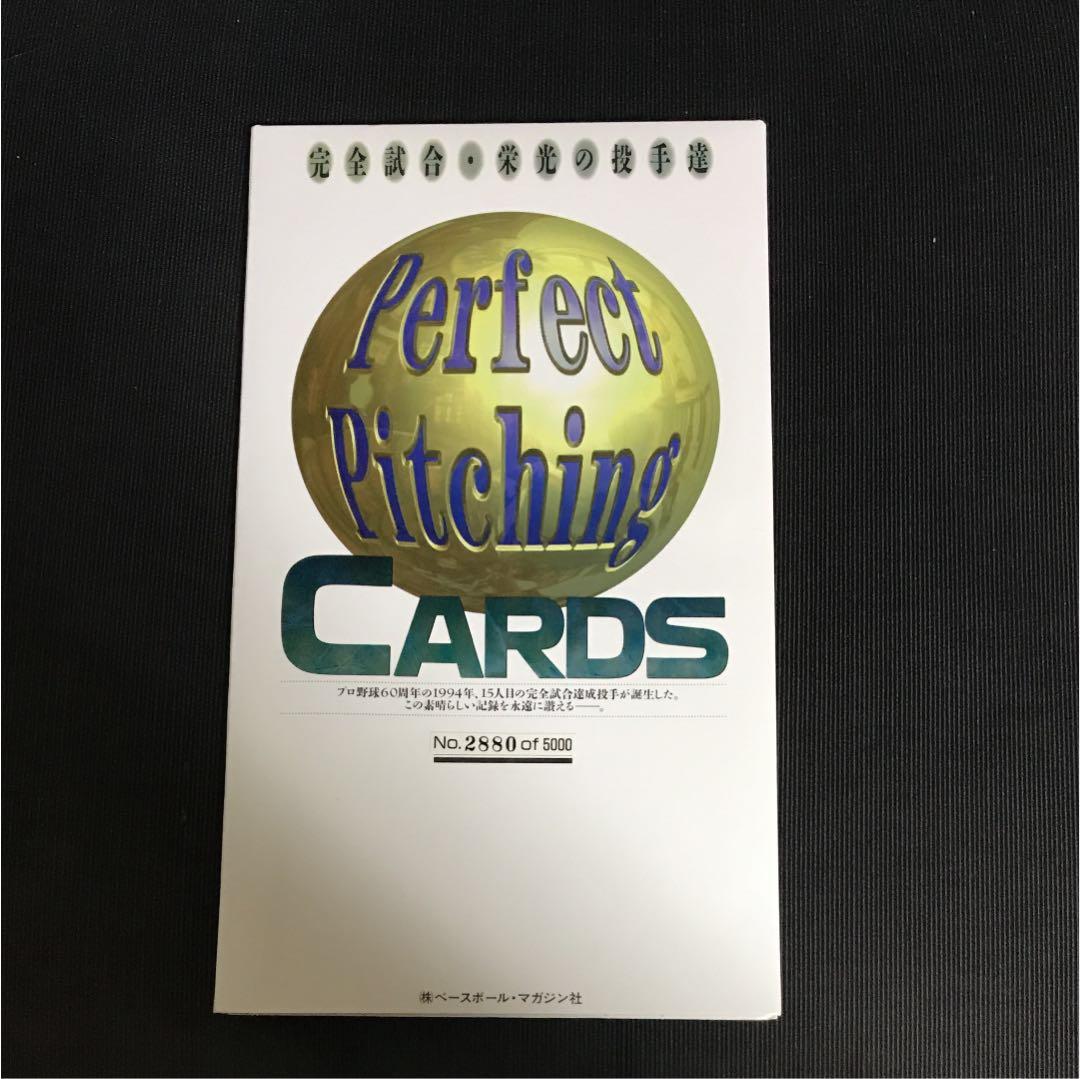 完全試合・栄光の投手達
Perfect
Pitching
CARDS
プロ野球60周年の1994年、15人目の完全試合達成投手が誕生した。
この素晴らしい記録を永遠に讃える――。
No.2880 of 5000
㈱ベースボール・マガジン社